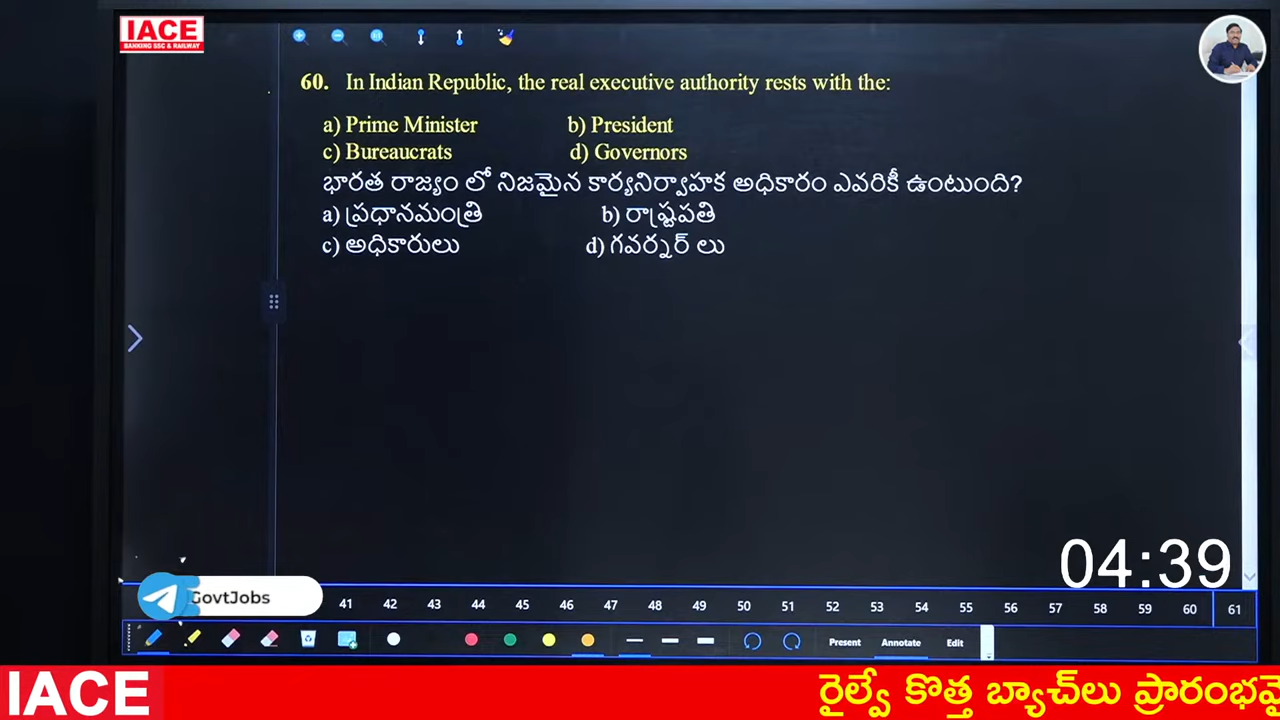 IACE
BANKING SSC & RAILWAY
60. In Indian Republic, the real executive authority rests with the:
a) Prime Minister b) President
c) Bureaucrats d) Governors
భారత రాజ్యం లో నిజమైన కార్యనిర్వాహక అధికారం ఎవరికి ఉంటుంది?
a) ప్రధానమంత్రి b) రాష్ట్రపతి
c) అధికారులు d) గవర్నర్ లు
04:39
GovtJobs
41 42 43 44 45 46 47 48 49 50 51 52 53 54 55 56 57 58 59 60 61
Present Annotate Edit
IACE
రైల్వే కొత్త బ్యాచ్‌లు ప్రారంభమై